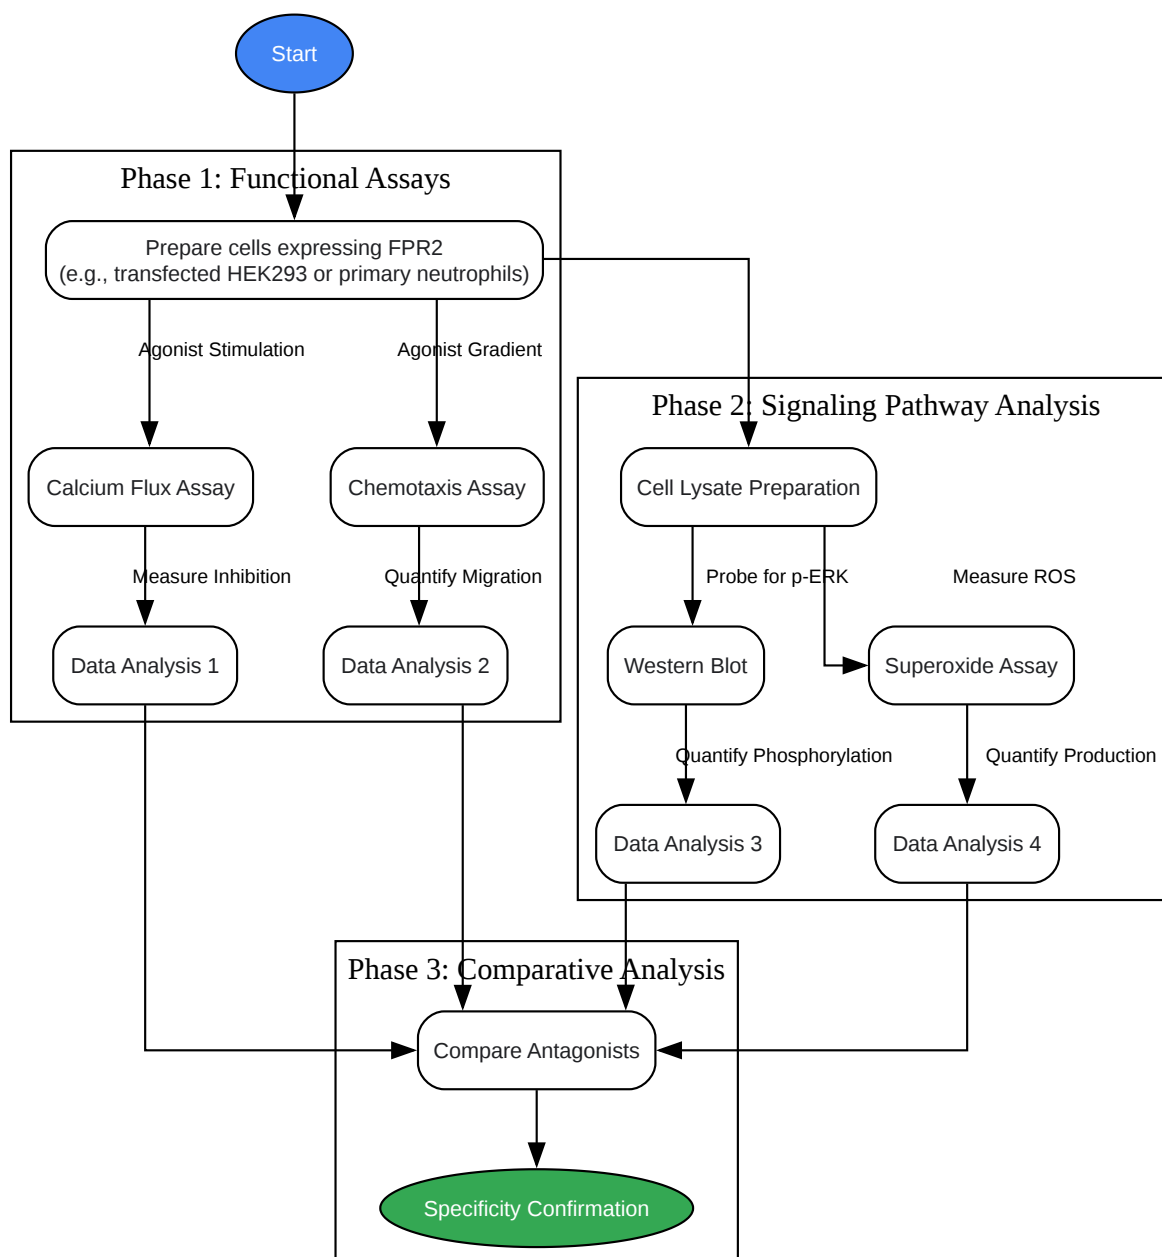 Start
Phase 1: Functional Assays
Prepare cells expressing FPR2
(e.g., transfected HEK293 or primary neutrophils)
Agonist Stimulation
Agonist Gradient
Phase 2: Signaling Pathway Analysis
Calcium Flux Assay
Chemotaxis Assay
Cell Lysate Preparation
Measure Inhibition
Quantify Migration
Probe for p-ERK
Measure ROS
Data Analysis 1
Data Analysis 2
Western Blot
Superoxide Assay
Quantify Phosphorylation
Quantify Production
Data Analysis 3
Data Analysis 4
Phase 3: Comparative Analysis
Compare Antagonists
Specificity Confirmation